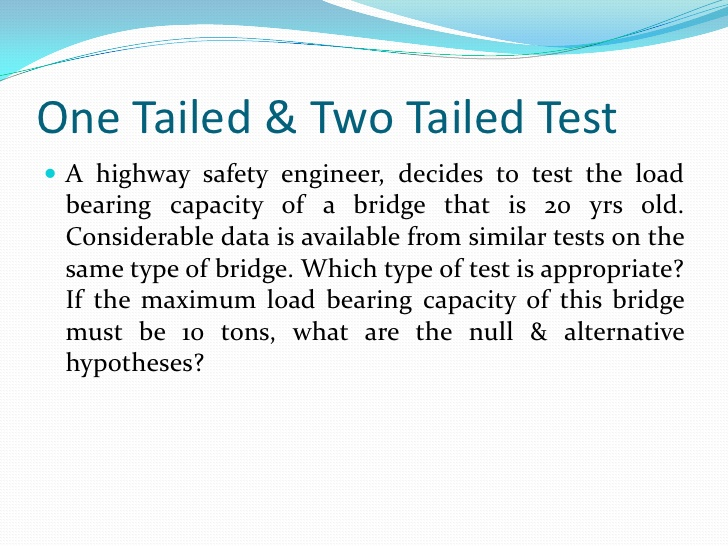 One Tailed & Two Tailed Test
• A highway safety engineer, decides to test the load
bearing capacity of a bridge that is 20 yrs old.
Considerable data is available from similar tests on the
same type of bridge. Which type of test is appropriate?
If the maximum load bearing capacity of this bridge
must be 10 tons, what are the null & alternative
hypotheses?